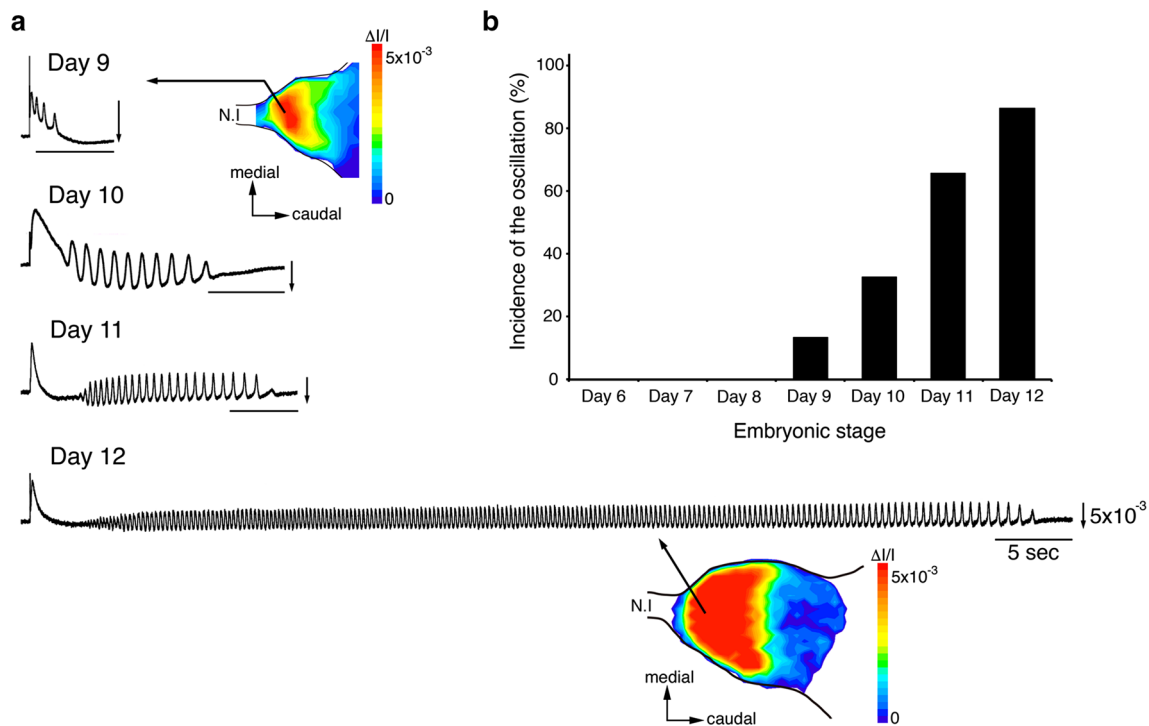 a
Day 9
N.I
medial
caudal
ΔI/I
5x10⁻³
0
Day 10
Day 11
Day 12
5x10⁻³
5 sec
N.I
medial
caudal
ΔI/I
5x10⁻³
0
b
Incidence of the oscillation (%)
100
80
60
40
20
0
Day 6 Day 7 Day 8 Day 9 Day 10 Day 11 Day 12
Embryonic stage